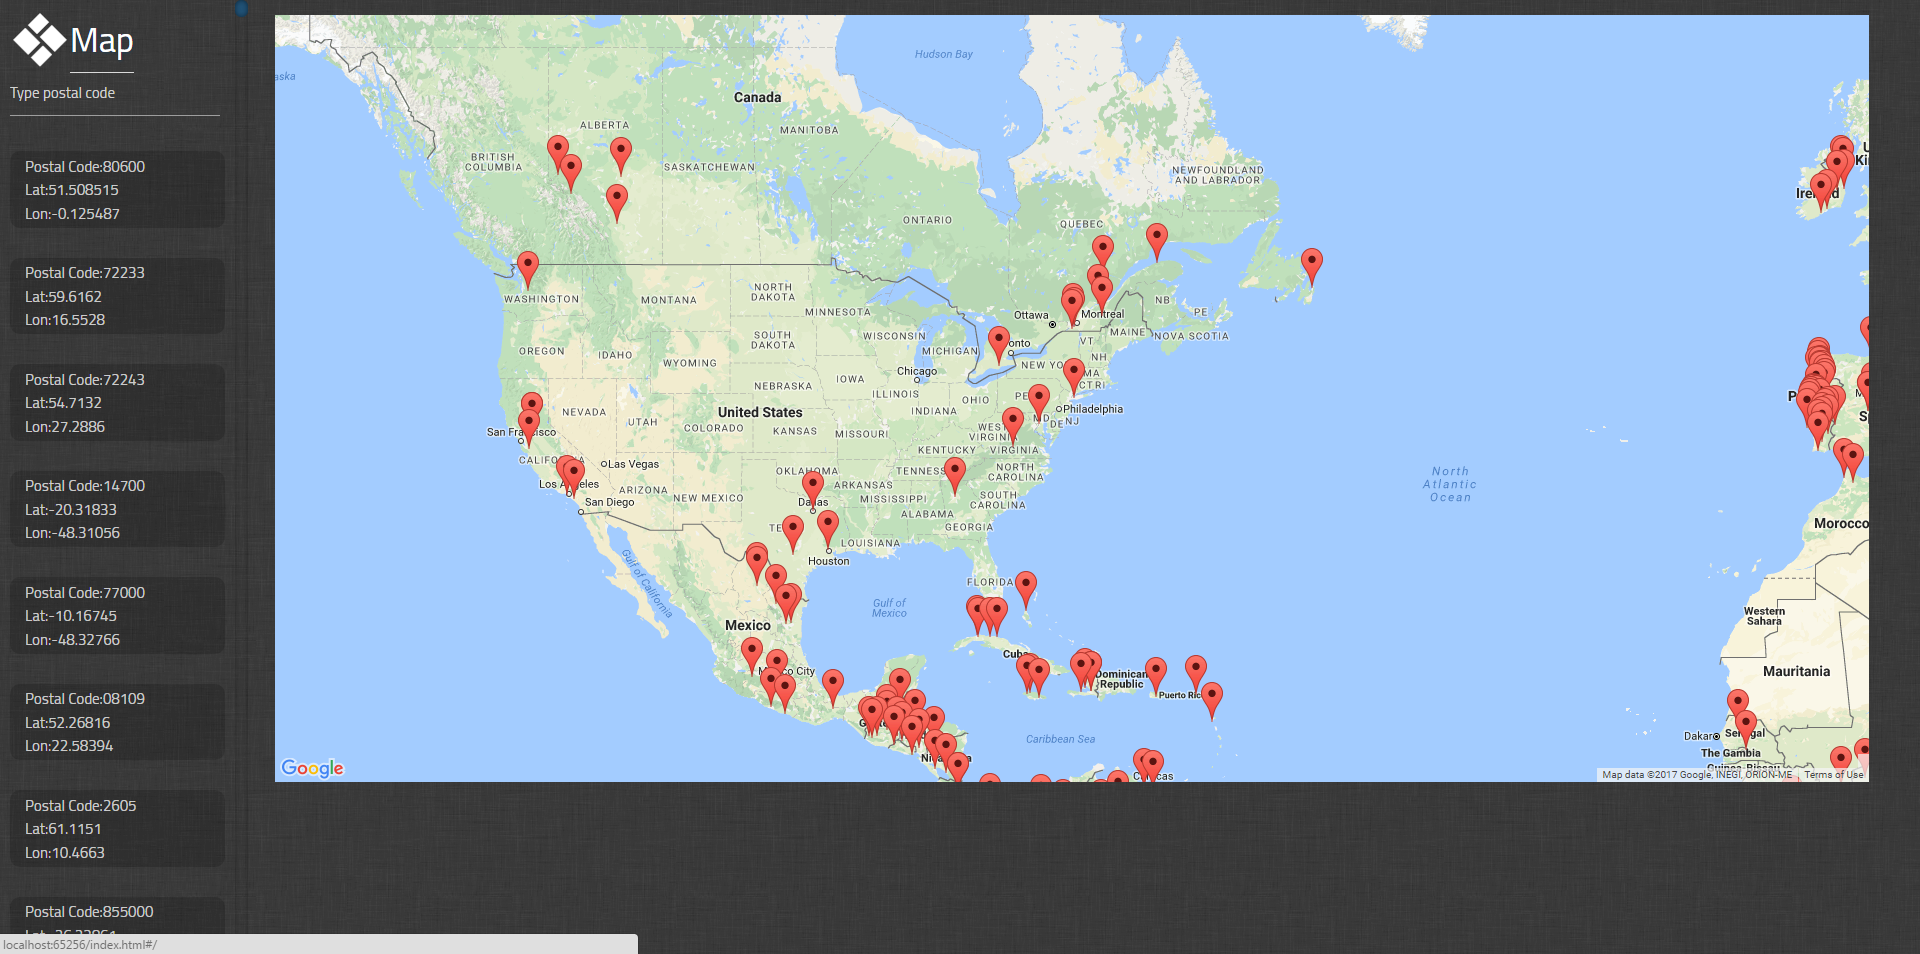 Map
Type postal code
Postal Code:80600
Lat:51.508515
Lon:-0.125487
Postal Code:72233
Lat:59.6162
Lon:16.5528
Postal Code:72243
Lat:54.7132
Lon:27.2886
Postal Code:14700
Lat:-20.31833
Lon:-48.31056
Postal Code:77000
Lat:-10.16745
Lon:-48.32766
Postal Code:08109
Lat:52.26816
Lon:22.58394
Postal Code:2605
Lat:61.1151
Lon:10.4663
Postal Code:855000
localhost:65256/index.html#/
aska
Hudson Bay
Canada
ALBERTA
MANITOBA
BRITISH
COLUMBIA
SASKATCHEWAN
NEWFOUNDLAND
AND LABRADOR
ONTARIO
QUEBEC
WASHINGTON
MONTANA
NORTH
DAKOTA
MINNESOTA
Ottawa
Montreal
NB
PE
MAINE
NOVA SCOTIA
OREGON
IDAHO
WYOMING
SOUTH
DAKOTA
WISCONSIN
MICHIGAN
onto
VT
NH
NEW YO
MA
CT RI
Chicago
NEBRASKA
IOWA
ILLINOIS
INDIANA
OHIO
PE
Philadelphia
MD
DE
NJ
NEVADA
UTAH
United States
COLORADO
KANSAS
MISSOURI
WEST
VIRGINIA
KENTUCKY
VIRGINIA
San Fra
isco
CALIFO
Las Vegas
Los A
eles
San Diego
ARIZONA
NEW MEXICO
OKLAHOMA
ARKANSAS
TENNESS
NORTH
CAROLINA
MISSISSIPPI
SOUTH
CAROLINA
ALABAMA
GEORGIA
Dallas
TE
LOUISIANA
Houston
FLORIDA
Gulf of California
Gulf of
Mexico
Mexico
co City
Cuba
Dominican
Republic
Puerto Ric
G
Ni
a
Caribbean Sea
C
cas
North
Atlantic
Ocean
U
Ki
Ire
d
P
S
Morocco
Western
Sahara
Mauritania
Dakar
Senegal
The Gambia
Guinea-Bissau
Google
Map data ©2017 Google, INEGI, ORION-ME
Terms of Use